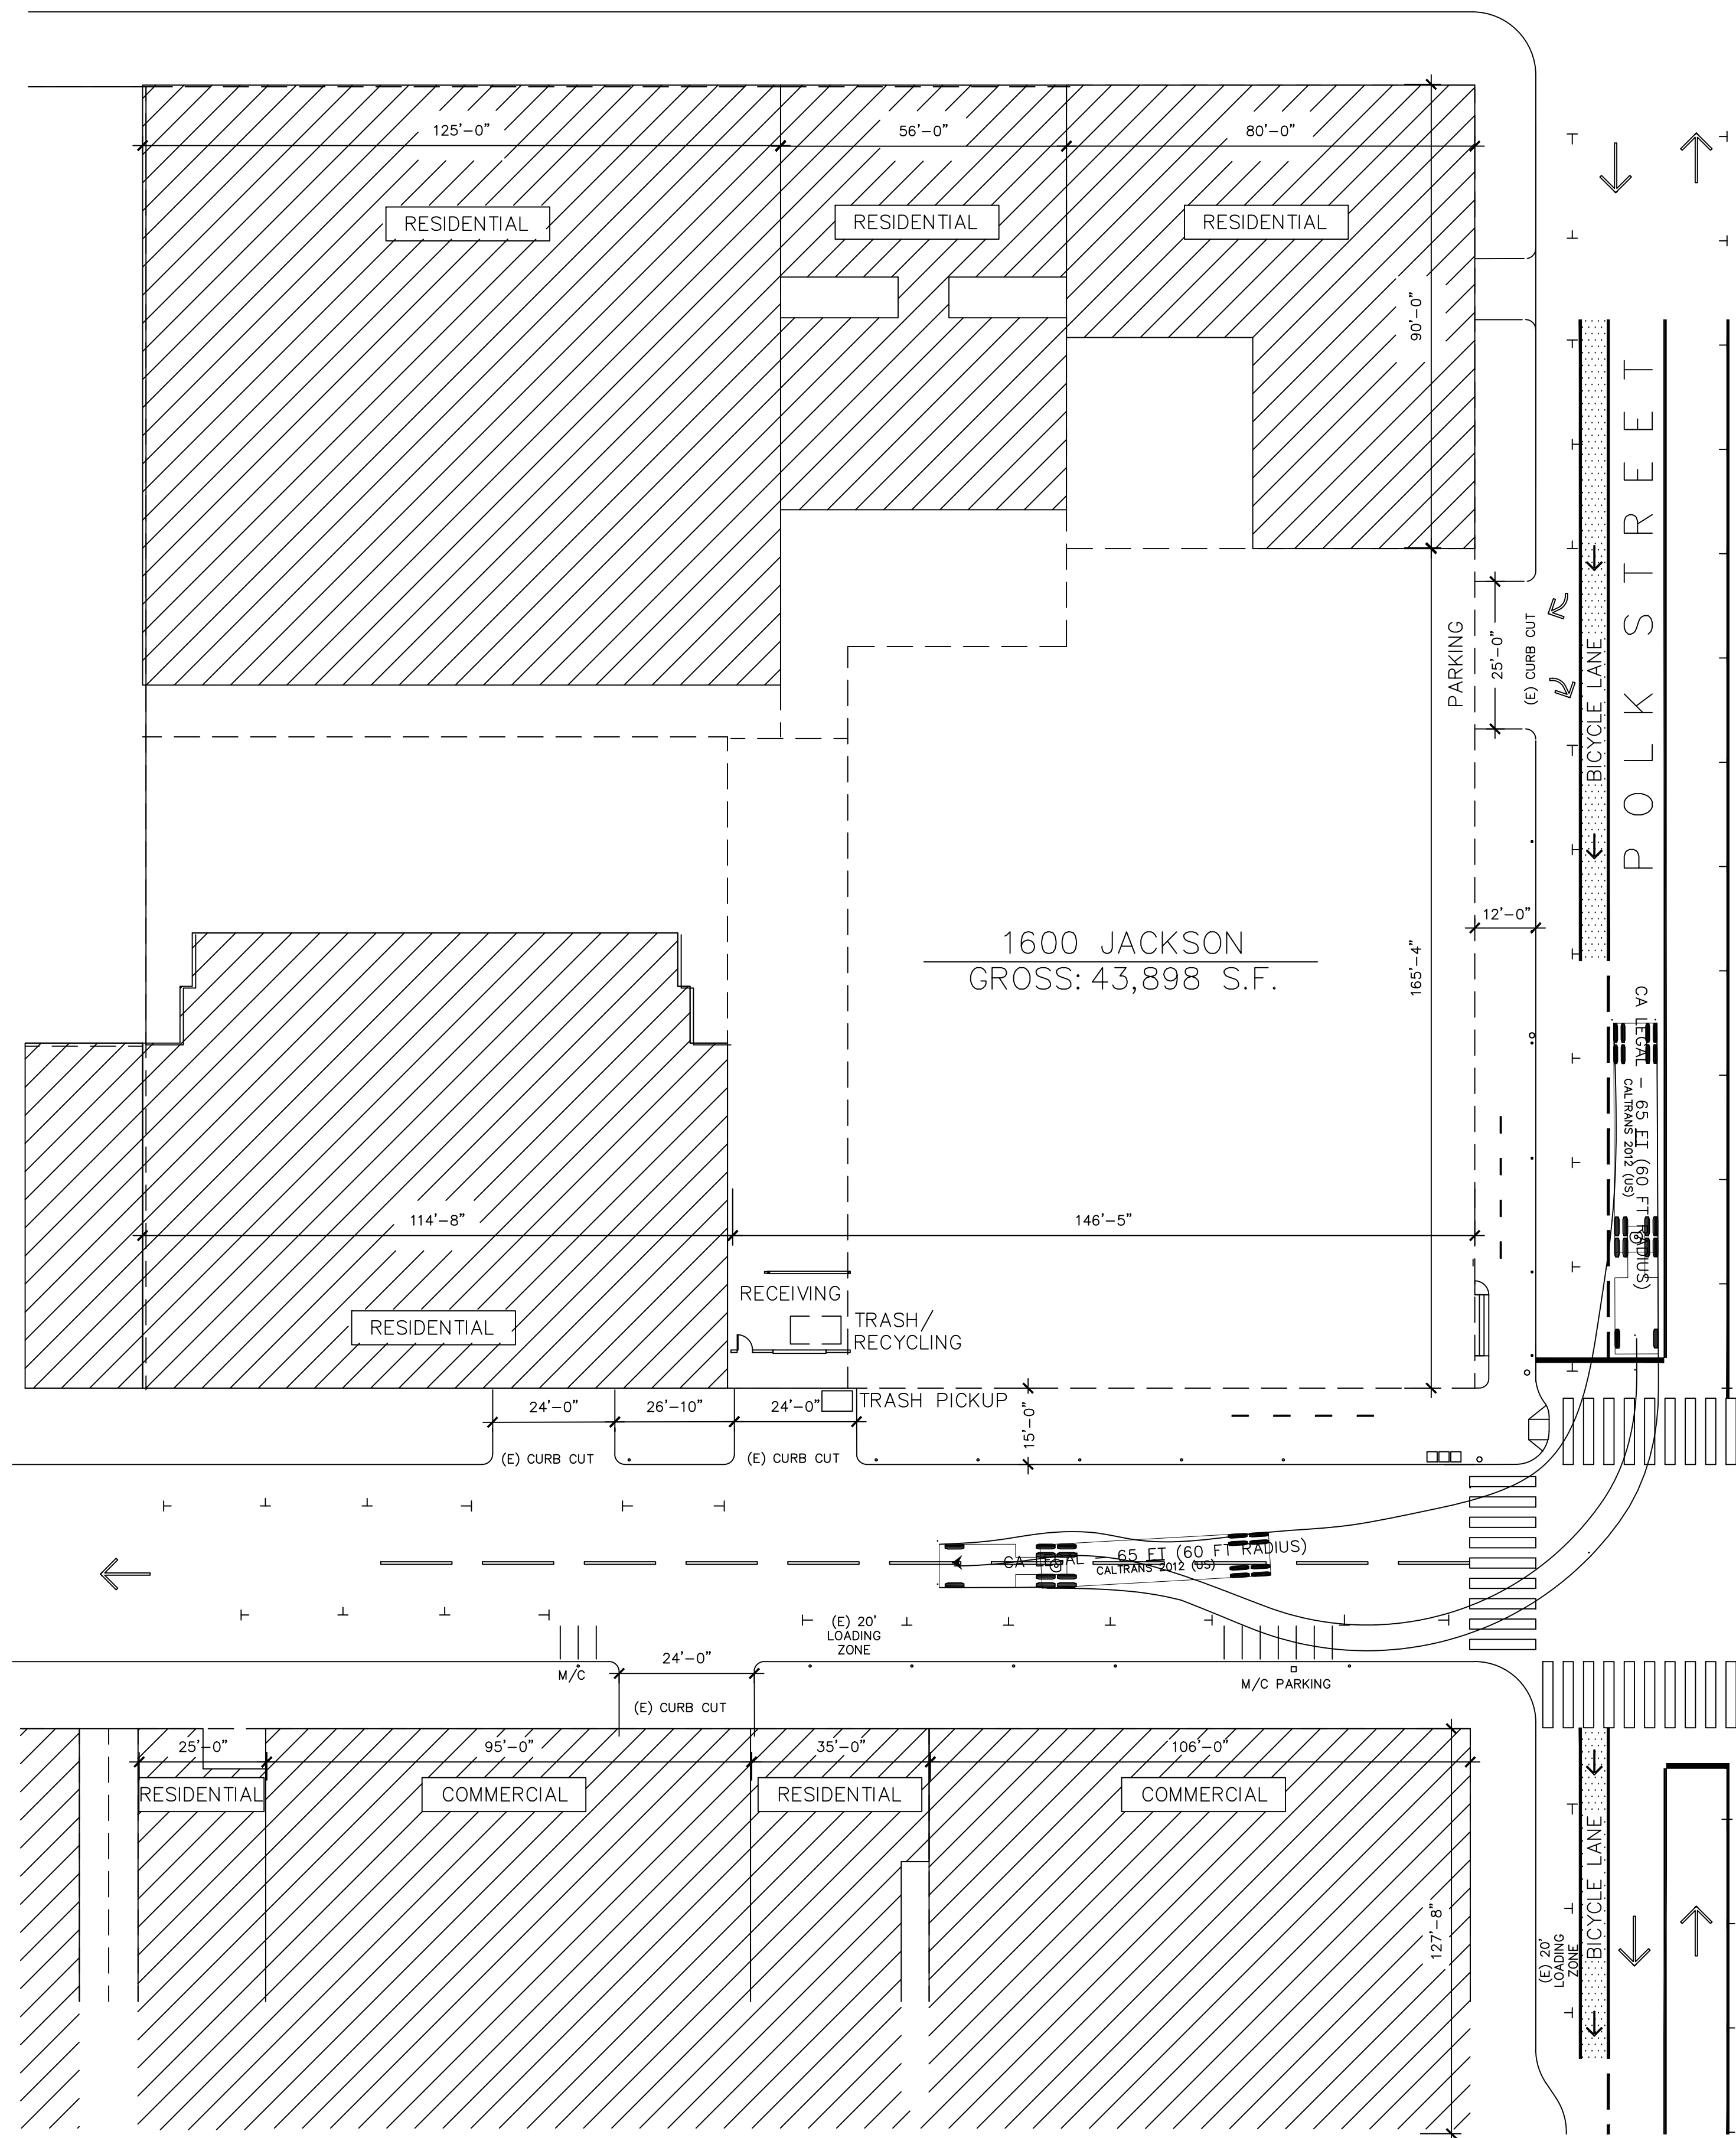 125'-0"
56'-0"
80'-0"
RESIDENTIAL
RESIDENTIAL
RESIDENTIAL
90'-0"
POLK STREET
BICYCLE LANE
PARKING
25'-0"
(E) CURB CUT
12'-0"
1600 JACKSON
GROSS: 43,898 S.F.
165'-4"
CA LEGAL - 65 FT (60 FT RADIUS)
CALTRANS 2012 (US)
114'-8"
146'-5"
RECEIVING
TRASH/
RECYCLING
RESIDENTIAL
TRASH PICKUP
24'-0"
26'-10"
24'-0"
15'-0"
(E) CURB CUT
(E) CURB CUT
CA LEGAL - 65 FT (60 FT RADIUS)
CALTRANS 2012 (US)
(E) 20'
LOADING
ZONE
M/C
24'-0"
M/C PARKING
(E) CURB CUT
25'-0"
95'-0"
35'-0"
106'-0"
RESIDENTIAL
COMMERCIAL
RESIDENTIAL
COMMERCIAL
127'-8"
BICYCLE LANE
(E) 20'
LOADING
ZONE